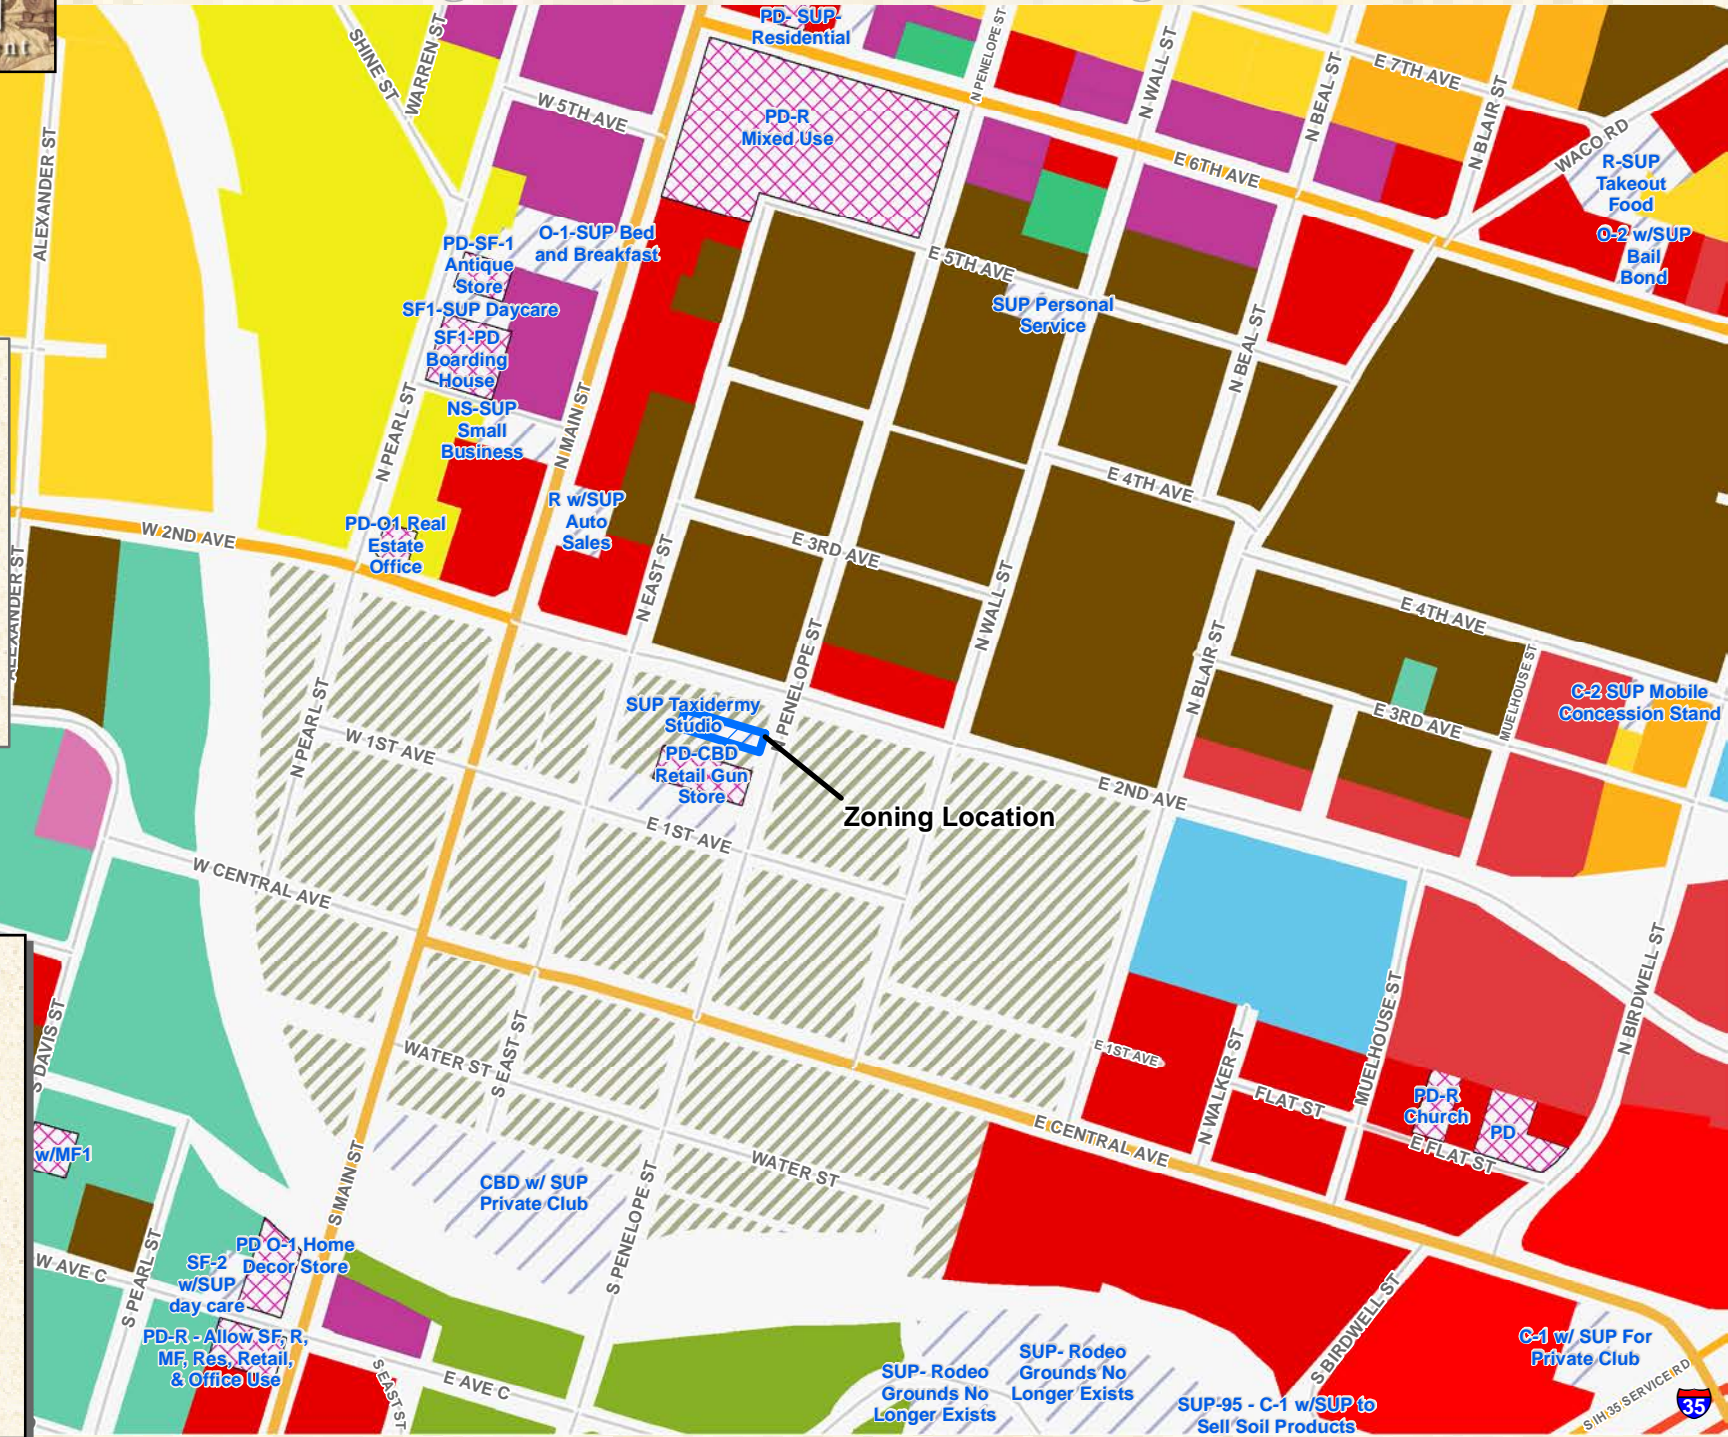 ent
SHINE ST
WARREN ST
PD- SUP-
Residential
N PENELOPE ST
N WALL ST
N BEAL ST
E 7TH AVE
N BLAIR ST
WACO RD
W 5TH AVE
PD-R
Mixed Use
E 6TH AVE
R-SUP
Takeout
Food
O-2 w/SUP
Bail
Bond
ALEXANDER ST
PD-SF-1
Antique
Store
O-1-SUP Bed
and Breakfast
E 5TH AVE
SUP Personal
Service
SF1-SUP Daycare
SF1-PD
Boarding
House
N BEAL ST
N PEARL ST
N MAIN ST
NS-SUP
Small
Business
E 4TH AVE
R w/SUP
Auto
Sales
PD-O1 Real
Estate
Office
W 2ND AVE
E 3RD AVE
N EAST ST
ALEXANDER ST
N WALL ST
E 4TH AVE
N PENELOPE ST
N BLAIR ST
MUELHOUSE ST
N PEARL ST
SUP Taxidermy
Studio
C-2 SUP Mobile
Concession Stand
E 3RD AVE
W 1ST AVE
PD-CBD
Retail Gun
Store
E 2ND AVE
Zoning Location
E 1ST AVE
W CENTRAL AVE
N BIRDWELL ST
S DAVIS ST
WATER ST
S EAST ST
E 1ST AVE
N WALKER ST
MUELHOUSE ST
FLAT ST
PD-R
Church
PD
E FLAT ST
w/MF1
E CENTRAL AVE
WATER ST
S MAIN ST
CBD w/ SUP
Private Club
S PENELOPE ST
W AVE C
S PEARL ST
PD O-1 Home
Decor Store
SF-2
w/SUP
day care
PD-R - Allow SF, R,
MF, Res, Retail,
& Office Use
S EAST ST
E AVE C
SUP- Rodeo
Grounds No
Longer Exists
SUP- Rodeo
Grounds No
Longer Exists
SUP-95 - C-1 w/SUP to
Sell Soil Products
S BIRDWELL ST
C-1 w/ SUP For
Private Club
S IH 35 SERVICE RD
35